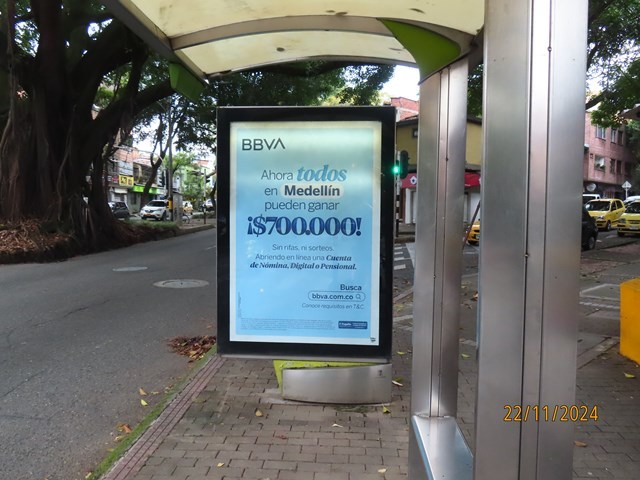 BBVA
Ahora todos
en Medellín
pueden ganar
¡$700.000!
Sin rifas, ni sorteos.
Abriendo en línea una Cuenta
de Nómina, Digital o Pensional.
Busca
bbva.com.co
Conoce requisitos en T&C
22/11/2024